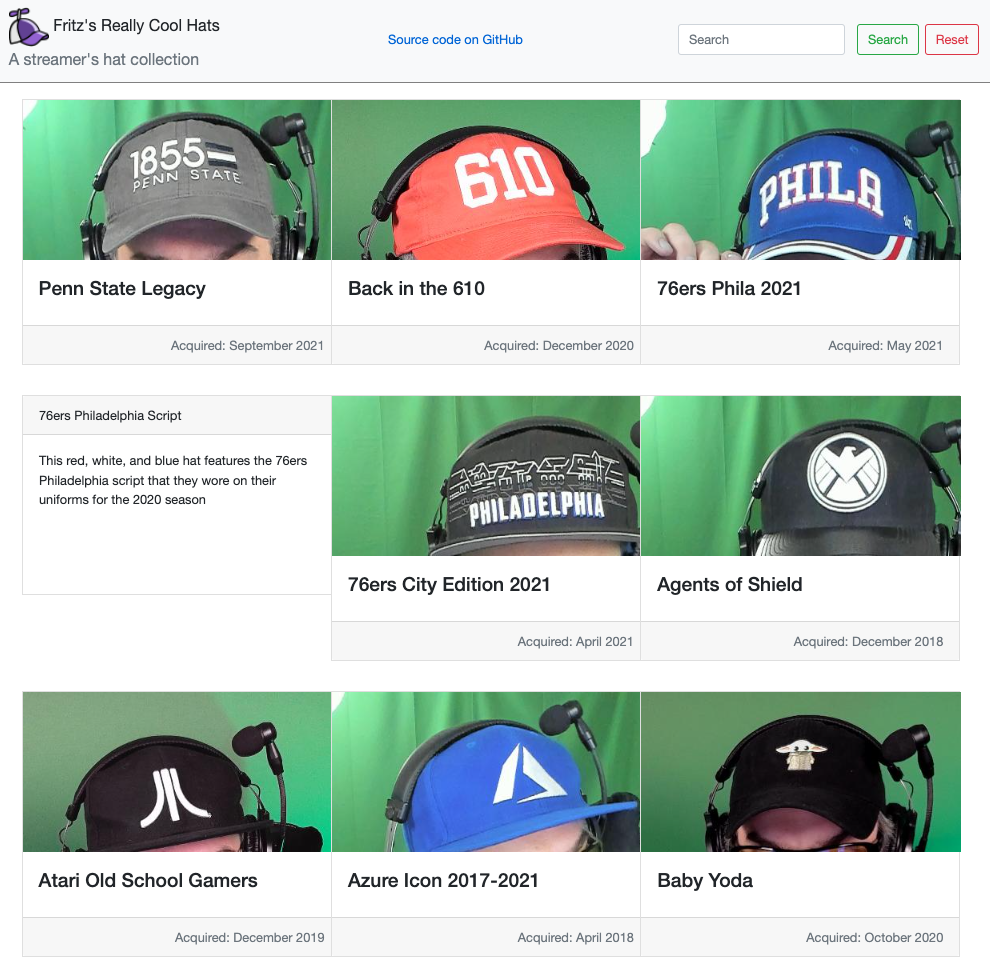 Fritz's Really Cool Hats
A streamer's hat collection
Source code on GitHub
Search
Search
Reset
1855
PENN STATE
610
PHILA
Penn State Legacy
Back in the 610
76ers Phila 2021
Acquired: September 2021
Acquired: December 2020
Acquired: May 2021
76ers Philadelphia Script
This red, white, and blue hat features the 76ers
Philadelphia script that they wore on their
uniforms for the 2020 season
PHILADELPHIA
76ers City Edition 2021
Agents of Shield
Acquired: April 2021
Acquired: December 2018
Atari Old School Gamers
Azure Icon 2017-2021
Baby Yoda
Acquired: December 2019
Acquired: April 2018
Acquired: October 2020